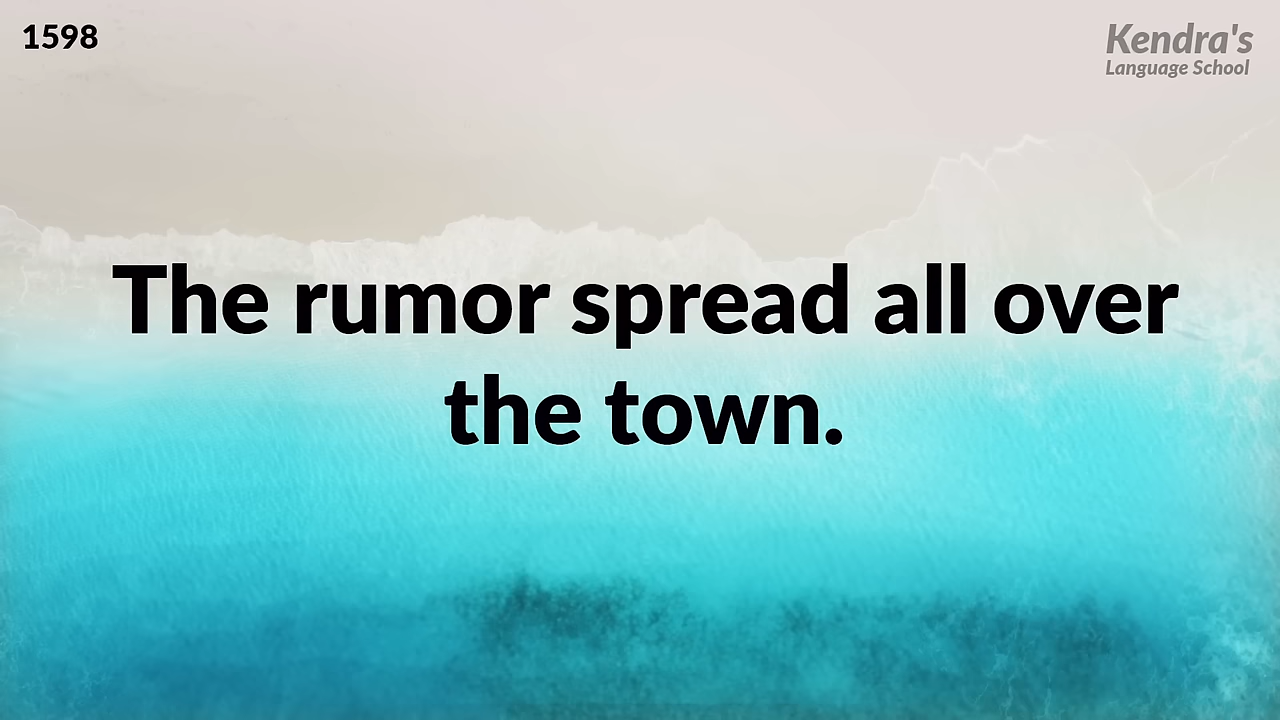 1598
Kendra's
Language School
The rumor spread all over
the town.